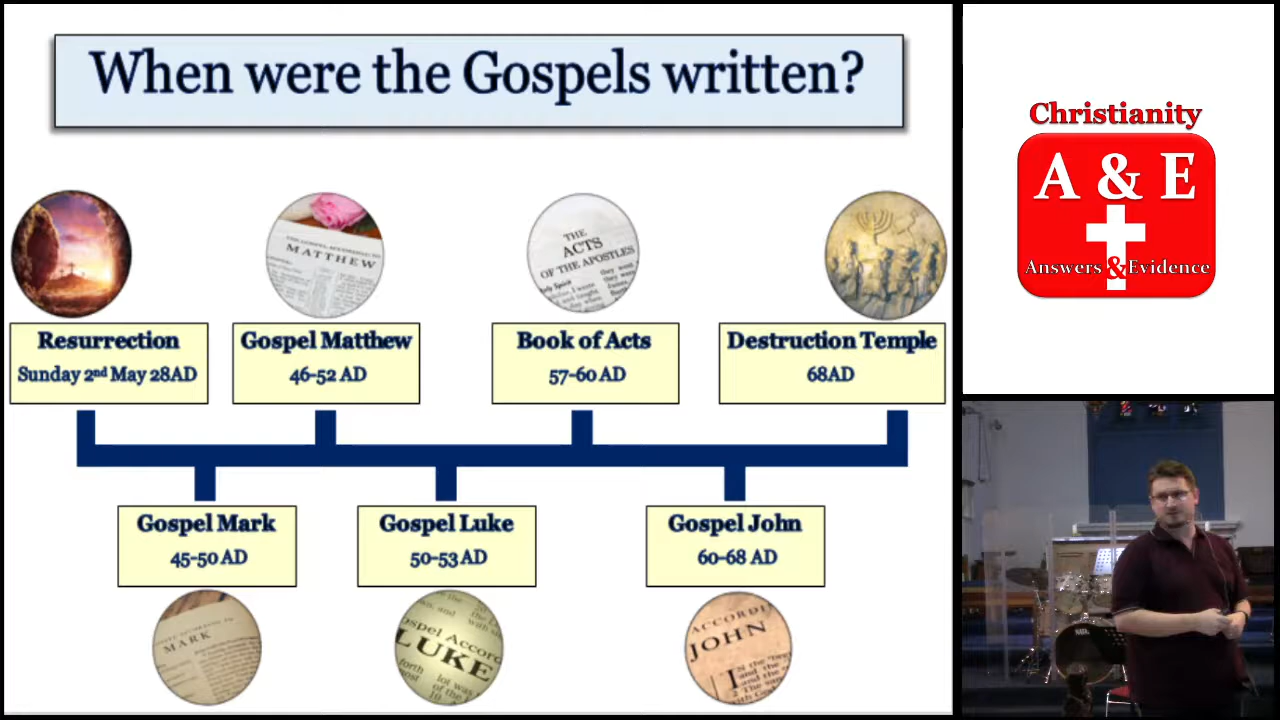 When were the Gospels written?
Christianity
A & E
Answers & Evidence
MATTHEW
THE
ACTS
OF THE APOSTLES
Resurrection
Sunday 2nd May 28AD
Gospel Matthew
46-52 AD
Book of Acts
57-60 AD
Destruction Temple
68AD
Gospel Mark
45-50 AD
Gospel Luke
50-53 AD
Gospel John
60-68 AD
MARK
LUKE
JOHN